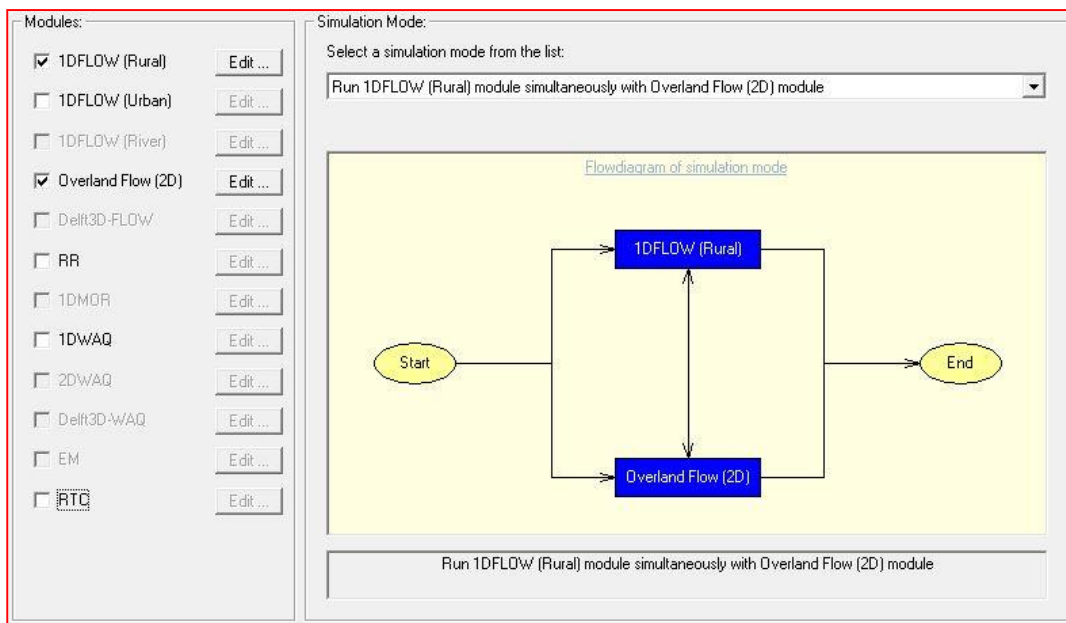 Modules:
1DFLOW (Rural) Edit ...
1DFLOW (Urban) Edit ...
1DFLOW (River) Edit ...
Overland Flow (2D) Edit ...
Delft3D-FLOW Edit ...
RR Edit ...
1DMOR Edit ...
1DWAQ Edit ...
2DWAQ Edit ...
Delft3D-WAQ Edit ...
EM Edit ...
RTC Edit ...
Simulation Mode:
Select a simulation mode from the list:
Run 1DFLOW (Rural) module simultaneously with Overland Flow (2D) module
Flowdiagram of simulation mode
1DFLOW (Rural)
Start
End
Overland Flow (2D)
Run 1DFLOW (Rural) module simultaneously with Overland Flow (2D) module